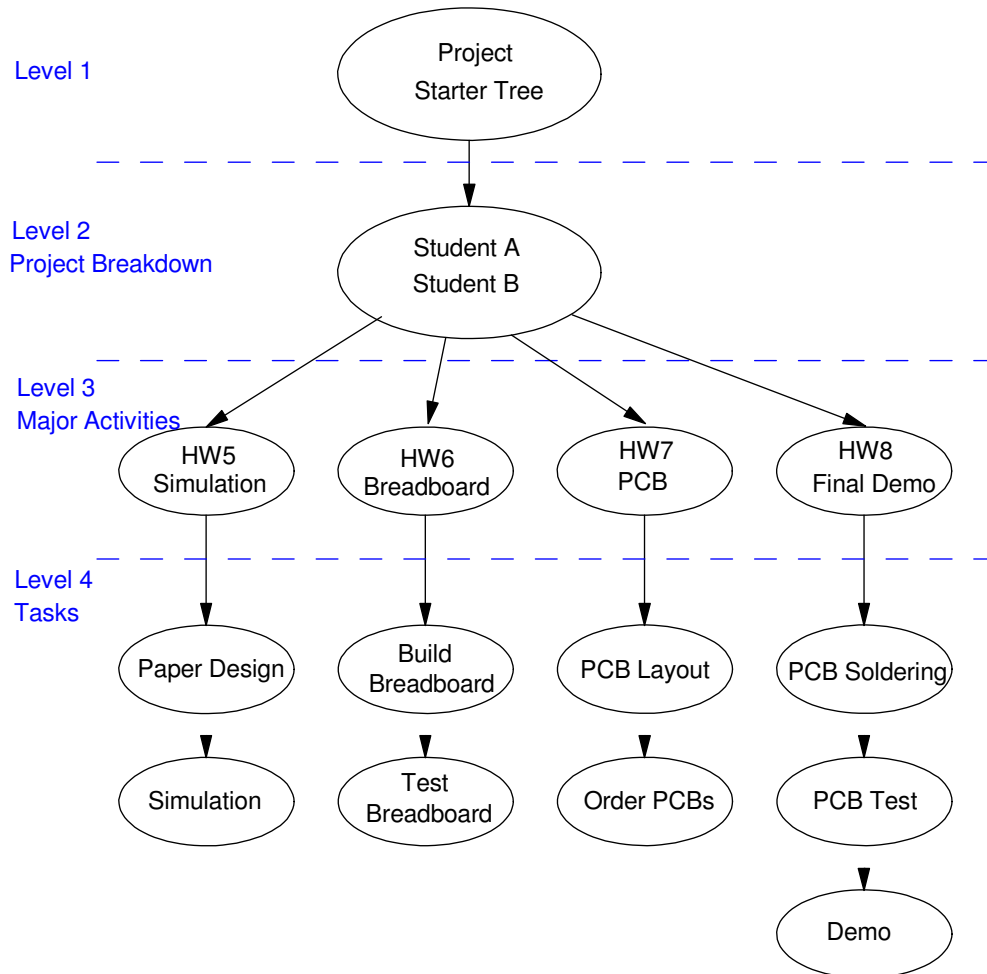 Level 1
Project
Starter Tree
Level 2
Project Breakdown
Student A
Student B
Level 3
Major Activities
HW5
Simulation
HW6
Breadboard
HW7
PCB
HW8
Final Demo
Level 4
Tasks
Paper Design
Build
Breadboard
PCB Layout
PCB Soldering
Simulation
Test
Breadboard
Order PCBs
PCB Test
Demo